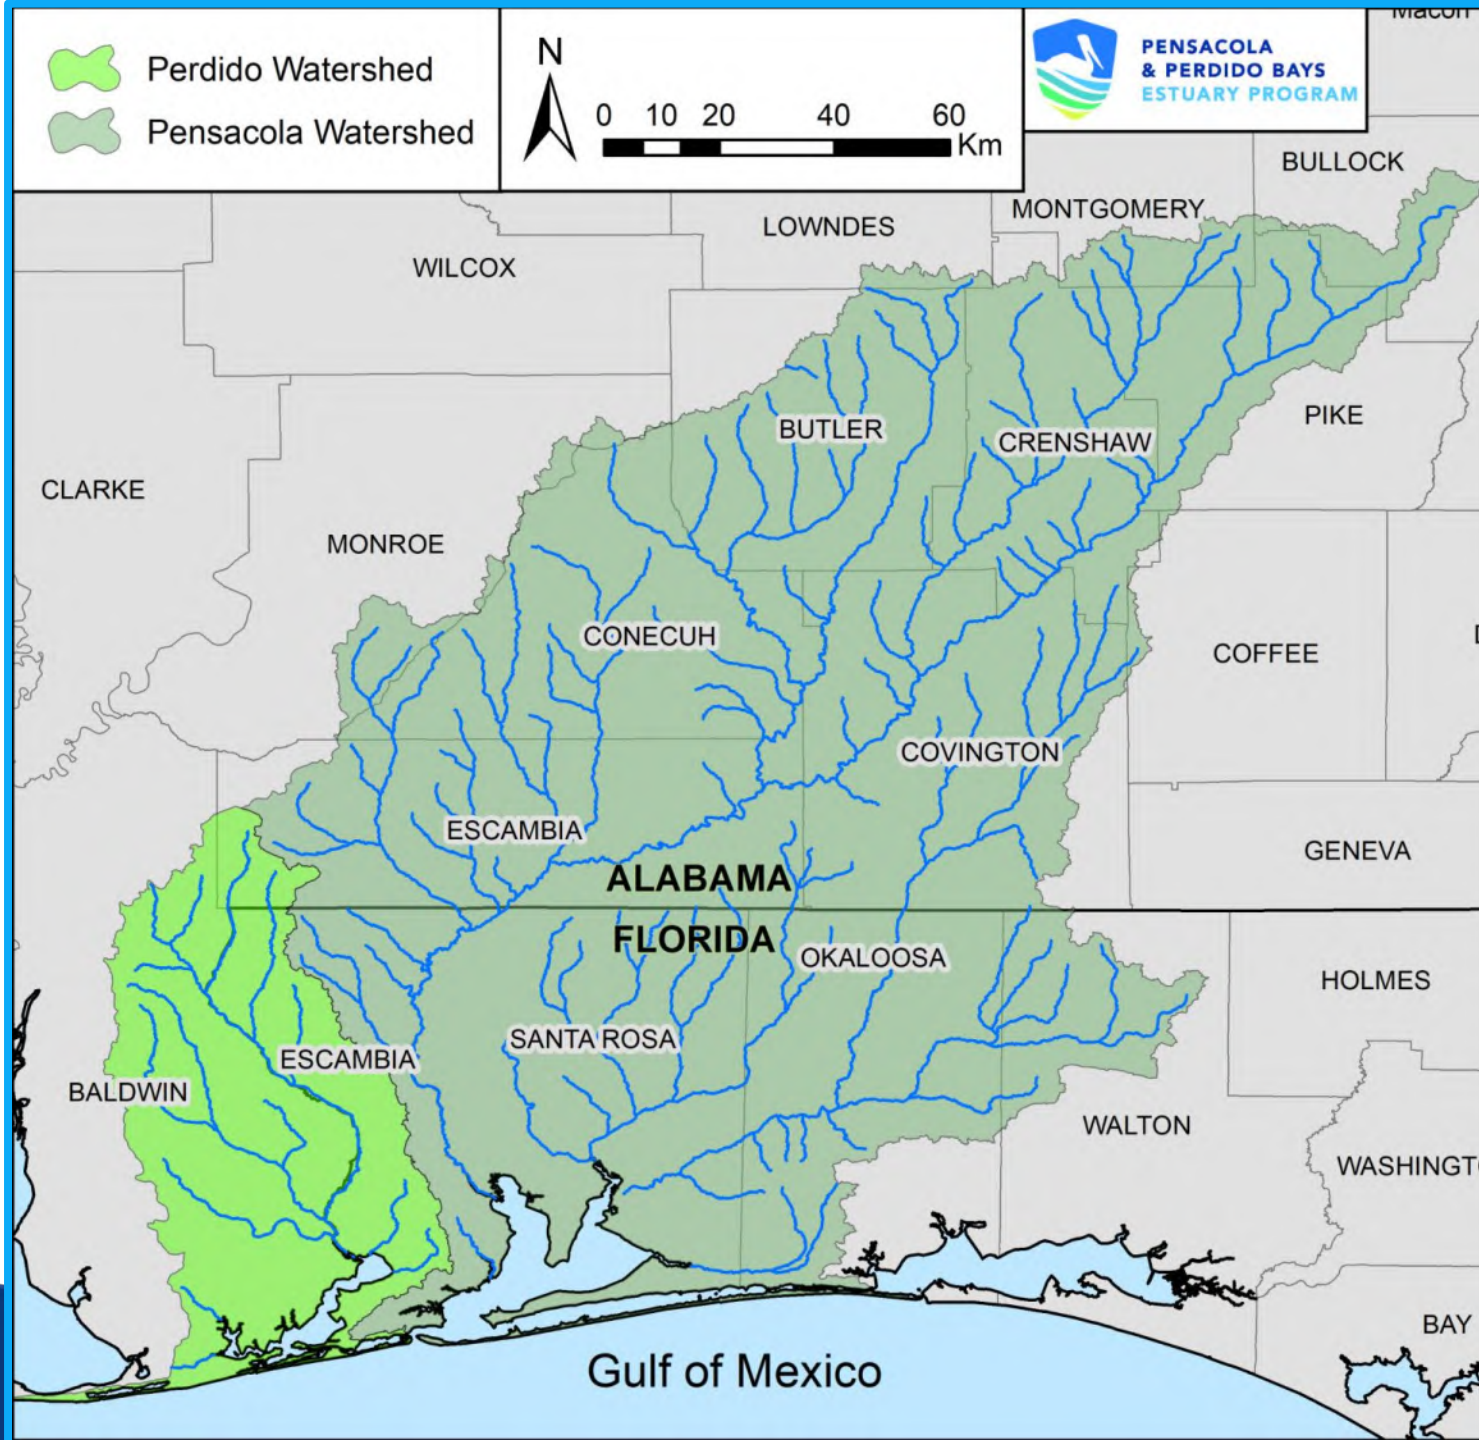 Macon
Perdido Watershed
Pensacola Watershed
N
0 10 20 40 60
Km
PENSACOLA
& PERDIDO BAYS
ESTUARY PROGRAM
BULLOCK
MONTGOMERY
LOWNDES
WILCOX
PIKE
BUTLER
CRENSHAW
CLARKE
MONROE
CONECUH
COFFEE
COVINGTON
ESCAMBIA
GENEVA
ALABAMA
FLORIDA
OKALOOSA
HOLMES
SANTA ROSA
ESCAMBIA
BALDWIN
WALTON
WASHINGTO
BAY
Gulf of Mexico